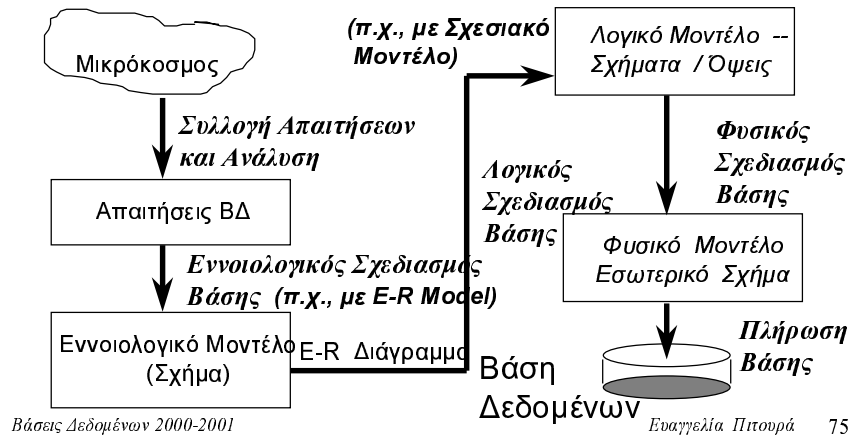 Μικρόκοσμος
Συλλογή Απαιτήσεων
και Ανάλυση
Απαιτήσεις ΒΔ
Εννοιολογικός Σχεδιασμός
Βάσης (π.χ., με E-R Model)
Εννοιολογικό Μοντέλο
(Σχήμα)
E-R Διάγραμμα
Λογικός
Σχεδιασμός
Βάσης
(π.χ., με Σχεσιακό
Μοντέλο)
Λογικό Μοντέλο --
Σχήματα / Όψεις
Φυσικός
Σχεδιασμός
Βάσης
Φυσικό Μοντέλο
Εσωτερικό Σχήμα
Πλήρωση
Βάσης
Βάση
Δεδομένων
Βάσεις Δεδομένων 2000-2001
Ευαγγελία Πιτουρά
75